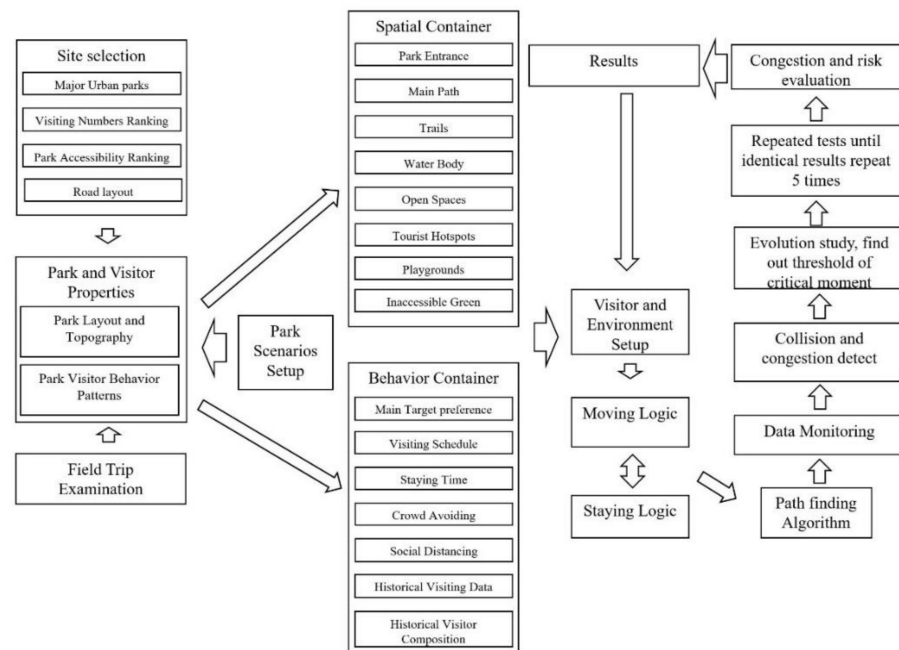 Site selection
Major Urban parks
Visiting Numbers Ranking
Park Accessibility Ranking
Road layout
Park and Visitor
Properties
Park Layout and
Topography
Park Visitor Behavior
Patterns
Field Trip
Examination
Park
Scenarios
Setup
Spatial Container
Park Entrance
Main Path
Trails
Water Body
Open Spaces
Tourist Hotspots
Playgrounds
Inaccessible Green
Behavior Container
Main Target preference
Visiting Schedule
Staying Time
Crowd Avoiding
Social Distancing
Historical Visiting Data
Historical Visitor
Composition
Results
Visitor and
Environment
Setup
Moving Logic
Staying Logic
Congestion and risk
evaluation
Repeated tests until
identical results repeat
5 times
Evolution study, find
out threshold of
critical moment
Collision and
congestion detect
Data Monitoring
Path finding
Algorithm